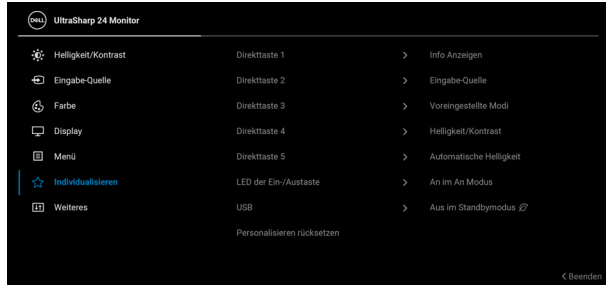 DELL UltraSharp 24 Monitor
Helligkeit/Kontrast Direkttaste 1 > Info Anzeigen
Eingabe-Quelle Direkttaste 2 > Eingabe-Quelle
Farbe Direkttaste 3 > Voreingestellte Modi
Display Direkttaste 4 > Helligkeit/Kontrast
Menü Direkttaste 5 > Automatische Helligkeit
Individualisieren LED der Ein-/Austaste > An im An Modus
Weiteres USB > Aus im Standbymodus
Personalisieren rücksetzen
< Beenden